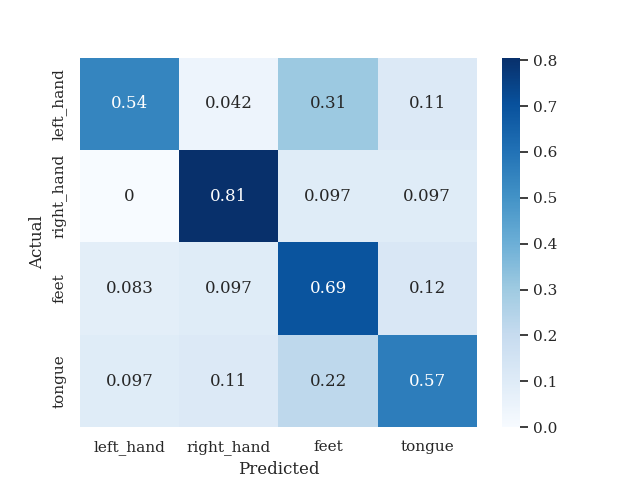 left_hand 0.54 0.042 0.31 0.11
right_hand 0 0.81 0.097 0.097
feet 0.083 0.097 0.69 0.12
tongue 0.097 0.11 0.22 0.57
Actual
left_hand right_hand feet tongue
Predicted
0.8
0.7
0.6
0.5
0.4
0.3
0.2
0.1
0.0